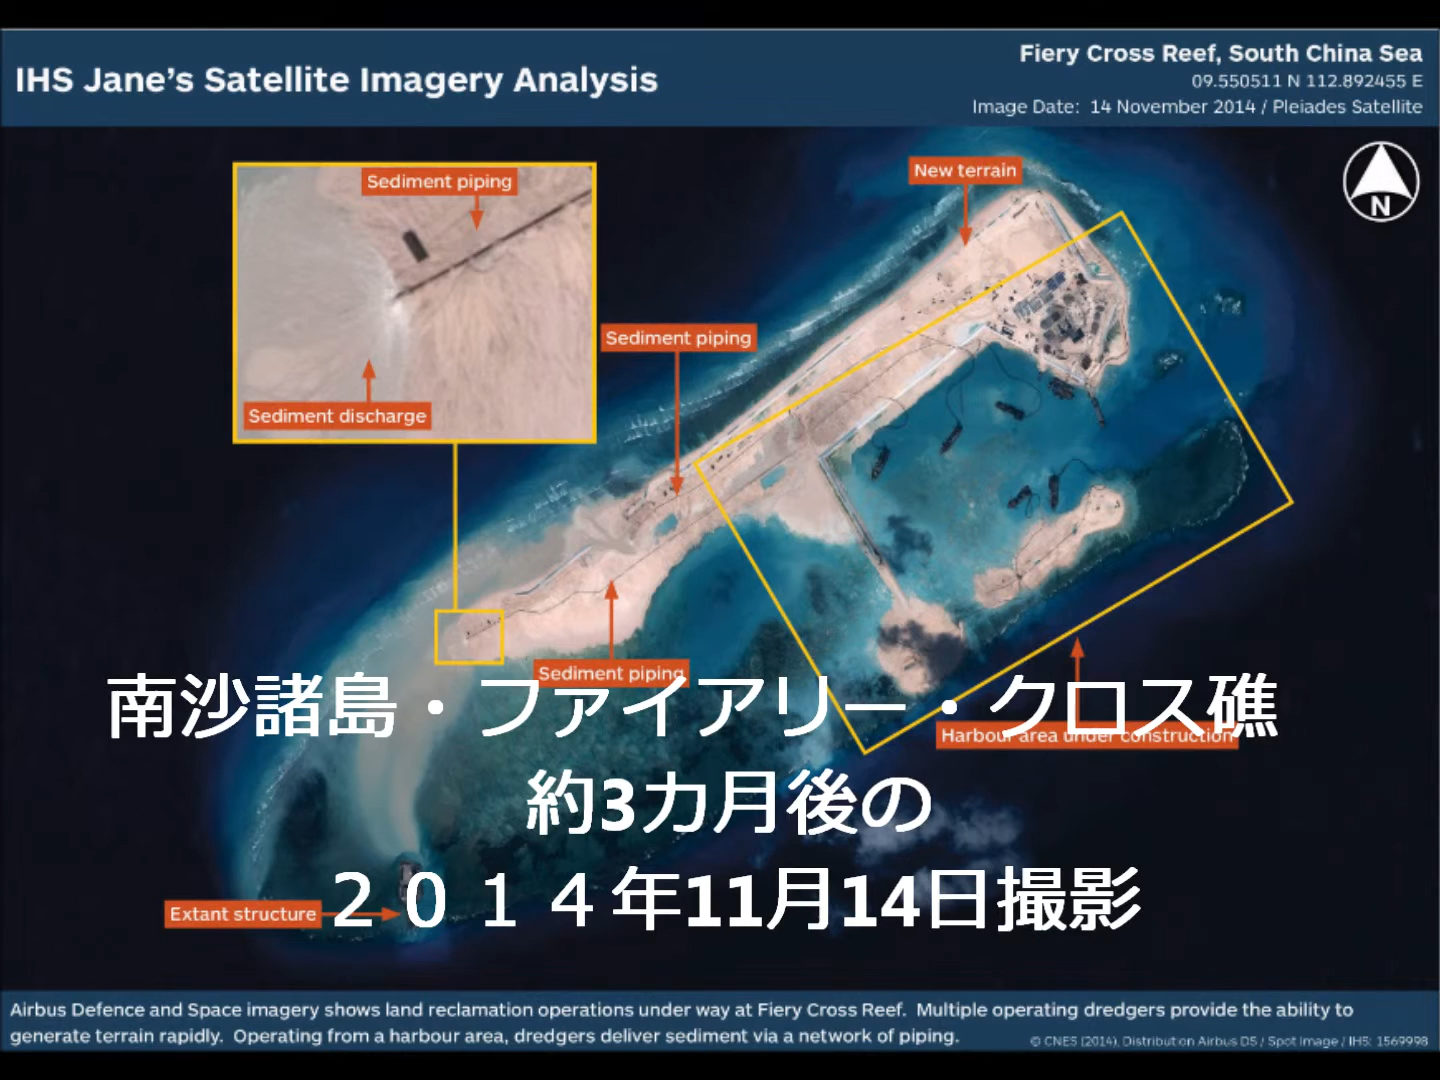 IHS Jane's Satellite Imagery Analysis
Fiery Cross Reef, South China Sea
09.550511 N 112.892455 E
Image Date: 14 November 2014 / Pleiades Satellite
N
New terrain
Sediment piping
Sediment discharge
Sediment piping
Sediment piping
南沙諸島・ファイアリー・クロス礁
Harbour area under construction
約3カ月後の
２０１４年11月14日撮影
Extant structure
Airbus Defence and Space imagery shows land reclamation operations under way at Fiery Cross Reef. Multiple operating dredgers provide the ability to
generate terrain rapidly. Operating from a harbour area, dredgers deliver sediment via a network of piping.
© CNES (2014), Distribution Airbus DS / Spot Image / IHS: 1569998